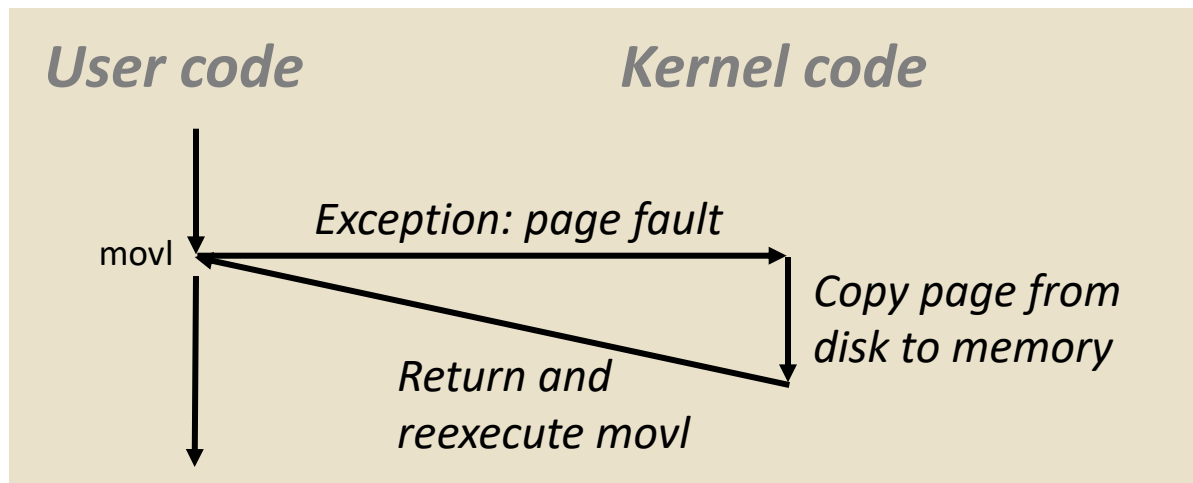 User code
Kernel code
Exception: page fault
movl
Copy page from
disk to memory
Return and
reexecute movl